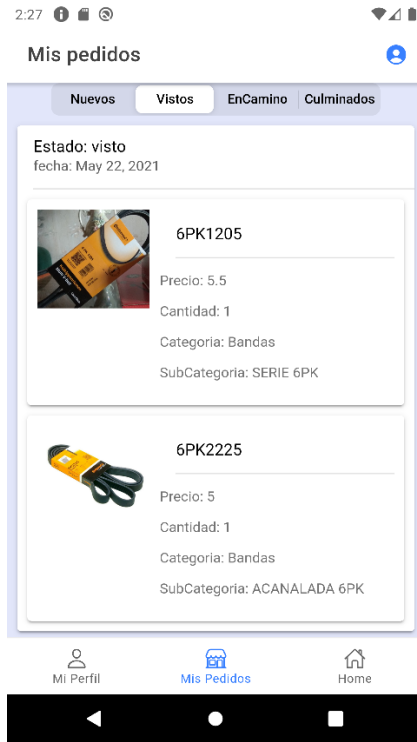 2:27
Mis pedidos
Nuevos Vistos EnCamino Culminados
Estado: visto
fecha: May 22, 2021
6PK1205
Precio: 5.5
Cantidad: 1
Categoria: Bandas
SubCategoria: SERIE 6PK
6PK2225
Precio: 5
Cantidad: 1
Categoria: Bandas
SubCategoria: ACANALADA 6PK
Mi Perfil Mis Pedidos Home